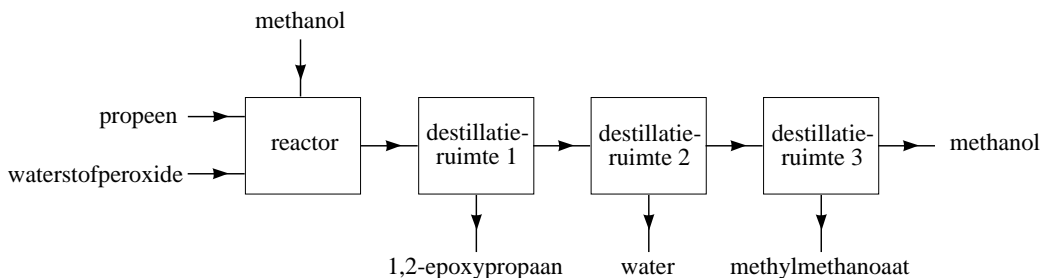 methanol
propeen
waterstofperoxide
reactor
destillatie-
ruimte 1
destillatie-
ruimte 2
destillatie-
ruimte 3
methanol
1,2-epoxypropaan
water
methylmethanoaat